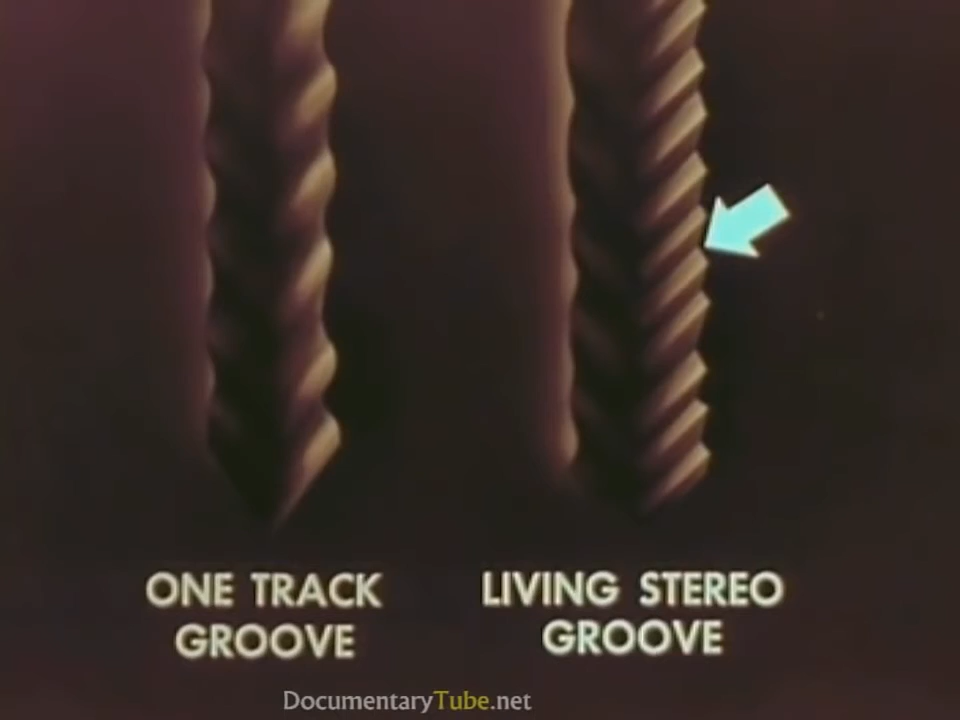 ONE TRACK
GROOVE
LIVING STEREO
GROOVE
DocumentaryTube.net